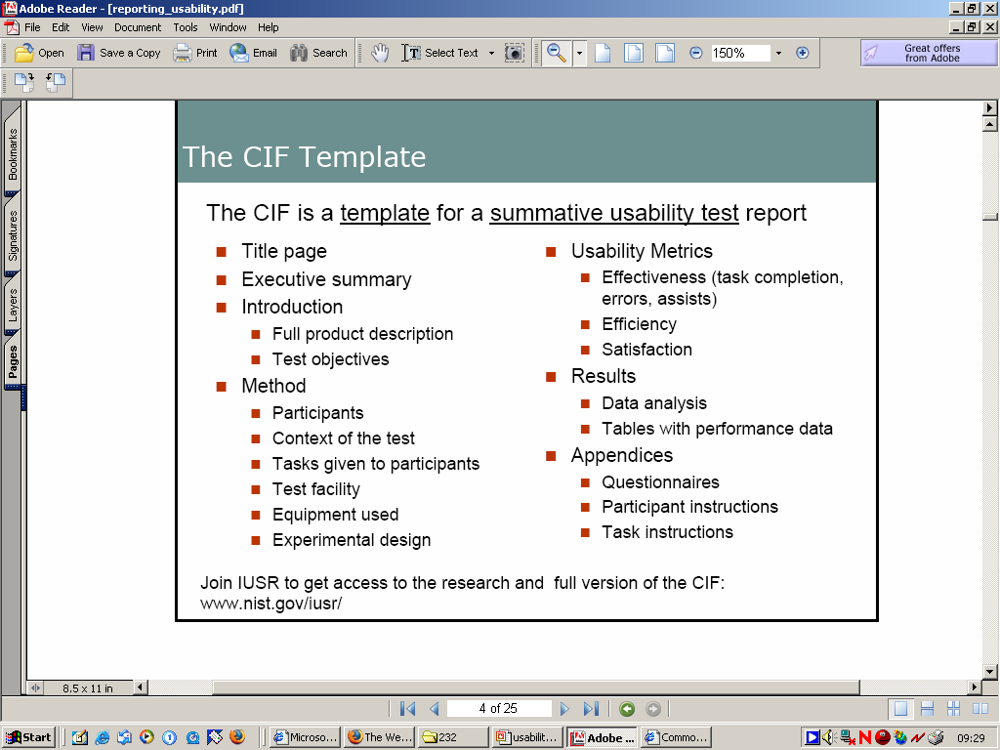 Adobe Reader - [reporting_usability.pdf]
File Edit View Document Tools Window Help
Open Save a Copy Print Email Search Select Text 150% Great offers
from Adobe
Bookmarks
Signatures
Layers
Pages
The CIF Template
The CIF is a template for a summative usability test report
Title page
Executive summary
Introduction
Full product description
Test objectives
Method
Participants
Context of the test
Tasks given to participants
Test facility
Equipment used
Experimental design
Usability Metrics
Effectiveness (task completion,
errors, assists)
Efficiency
Satisfaction
Results
Data analysis
Tables with performance data
Appendices
Questionnaires
Participant instructions
Task instructions
Join IUSR to get access to the research and full version of the CIF:
www.nist.gov/iusr/
8.5 x 11 in
4 of 25
Start Microso... The We... 232 usabilit... Adobe ... Commo... 09:29